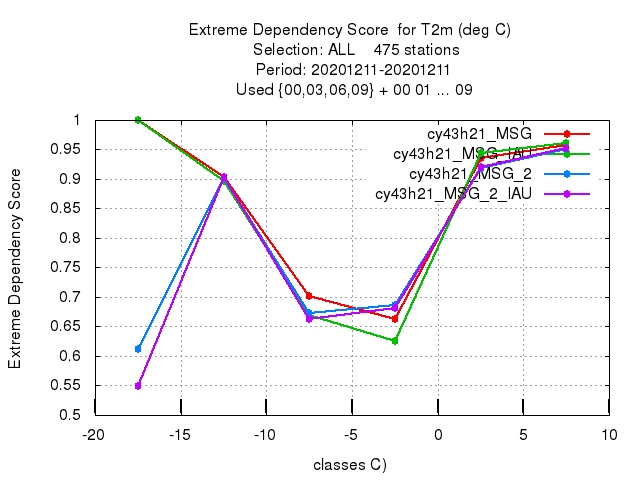 Extreme Dependency Score for T2m (deg C)
Selection: ALL 475 stations
Period: 20201211-20201211
Used {00,03,06,09} + 00 01 ... 09
cy43h21_MSG
cy43h21_MSG_IAU
cy43h21_MSG_2
cy43h21_MSG_2_IAU
Extreme Dependency Score
1
0.95
0.9
0.85
0.8
0.75
0.7
0.65
0.6
0.55
0.5
-20 -15 -10 -5 0 5 10
classes C)